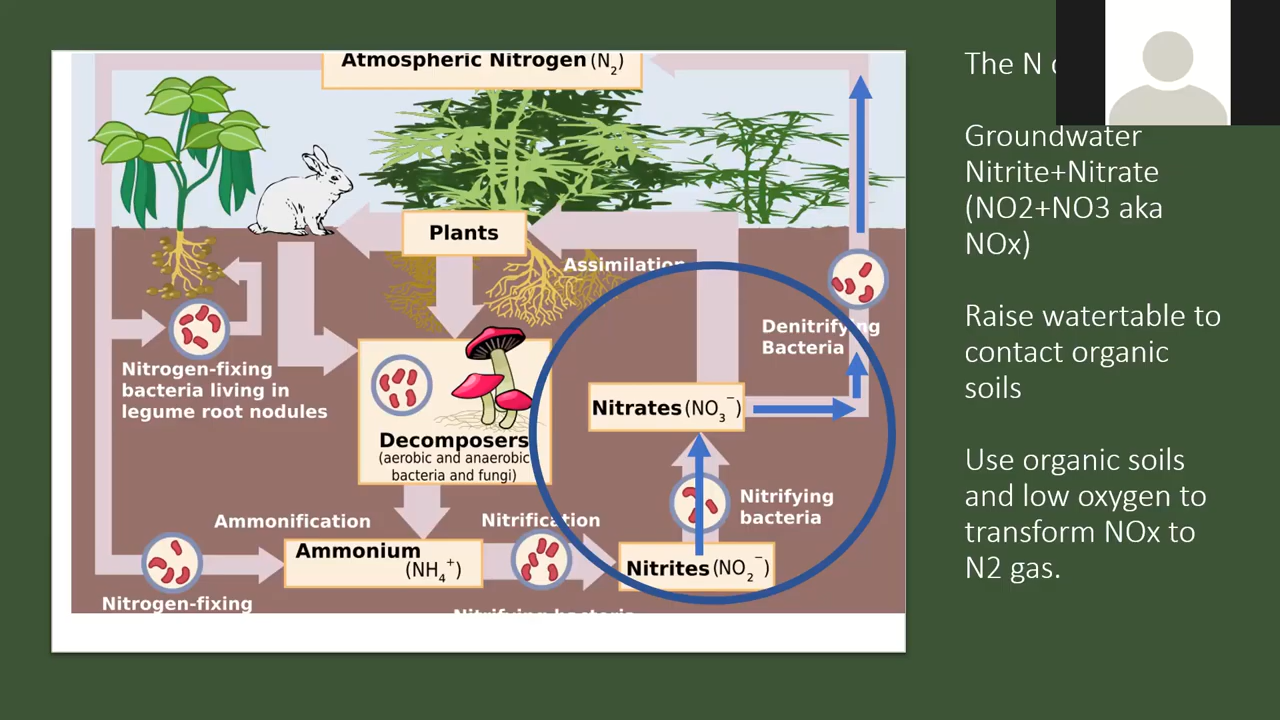 Atmospheric Nitrogen (N2)
Plants
Assimilation
Denitrifying
Bacteria
Nitrogen-fixing
bacteria living in
legume root nodules
Nitrates (NO3−)
Decomposers
(aerobic and anaerobic
bacteria and fungi)
Nitrifying
bacteria
Ammonification
Nitrification
Ammonium
(NH4+)
Nitrites (NO2−)
Nitrogen-fixing
Nitrifying bacteria
The N
Groundwater
Nitrite+Nitrate
(NO2+NO3 aka
NOx)
Raise watertable to
contact organic
soils
Use organic soils
and low oxygen to
transform NOx to
N2 gas.